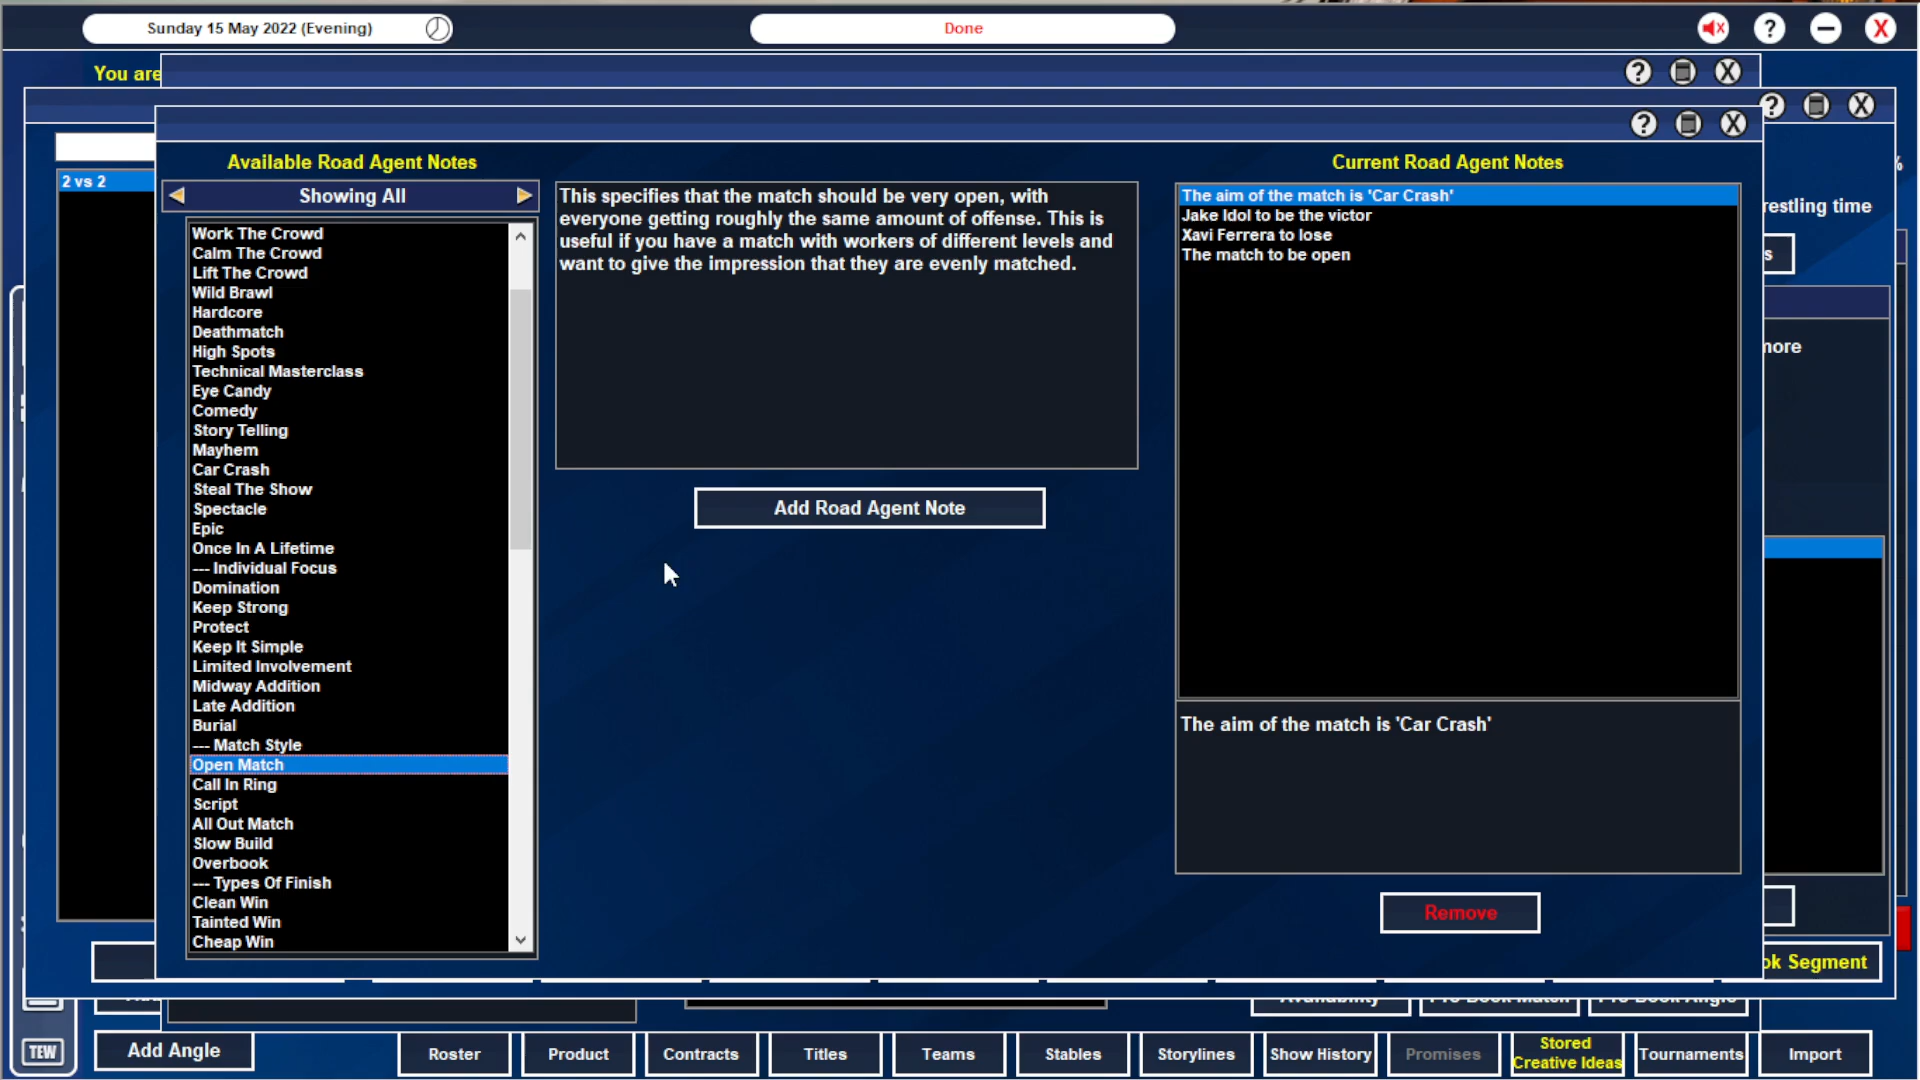 Sunday 15 May 2022 (Evening)
Done
X
?
You are
? X
? X
? X
Available Road Agent Notes
Current Road Agent Notes
%
2 vs 2
Showing All
This specifies that the match should be very open, with
everyone getting roughly the same amount of offense. This is
useful if you have a match with workers of different levels and
want to give the impression that they are evenly matched.
The aim of the match is 'Car Crash'
Jake Idol to be the victor
Xavi Ferrera to lose
The match to be open
restling time
s
more
Work The Crowd
Calm The Crowd
Lift The Crowd
Wild Brawl
Hardcore
Deathmatch
High Spots
Technical Masterclass
Eye Candy
Comedy
Story Telling
Mayhem
Car Crash
Steal The Show
Spectacle
Epic
Once In A Lifetime
--- Individual Focus
Domination
Keep Strong
Protect
Keep It Simple
Limited Involvement
Midway Addition
Late Addition
Burial
--- Match Style
Open Match
Call In Ring
Script
All Out Match
Slow Build
Overbook
--- Types Of Finish
Clean Win
Tainted Win
Cheap Win
Add Road Agent Note
The aim of the match is 'Car Crash'
Remove
ok Segment
Availability
Pre Book Match
Pre Book Angle
TEW
Add Angle
Roster
Product
Contracts
Titles
Teams
Stables
Storylines
Show History
Promises
Stored
Creative Ideas
Tournaments
Import